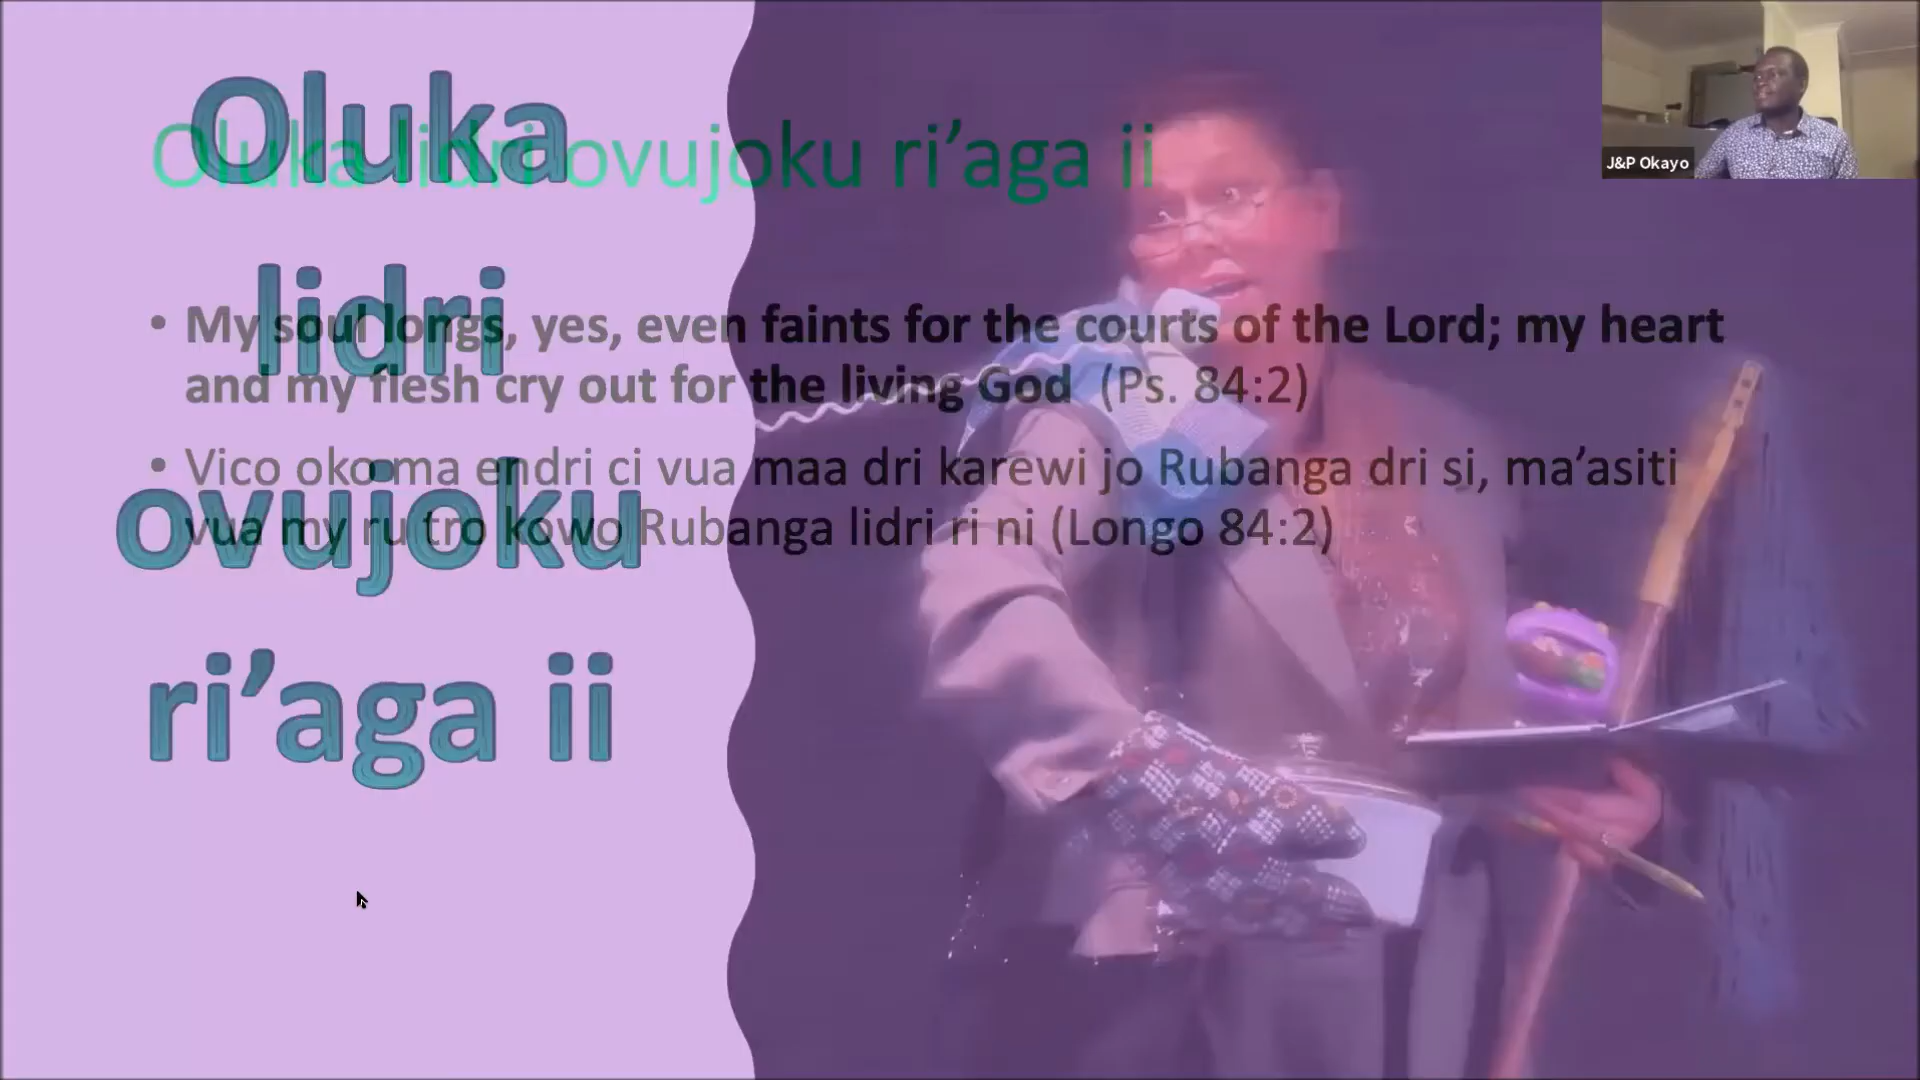 Oluka
lidri
ovujoku
ri’aga ii
Oluka lidri ovujoku ri’aga ii
• My soul longs, yes, even faints for the courts of the Lord; my heart
and my flesh cry out for the living God (Ps. 84:2)
• Vico oko ma endri ci vua maa dri karewi jo Rubanga dri si, ma’asiti
vua my ru tro kowo Rubanga lidri ri ni (Longo 84:2)
J&P Okayo